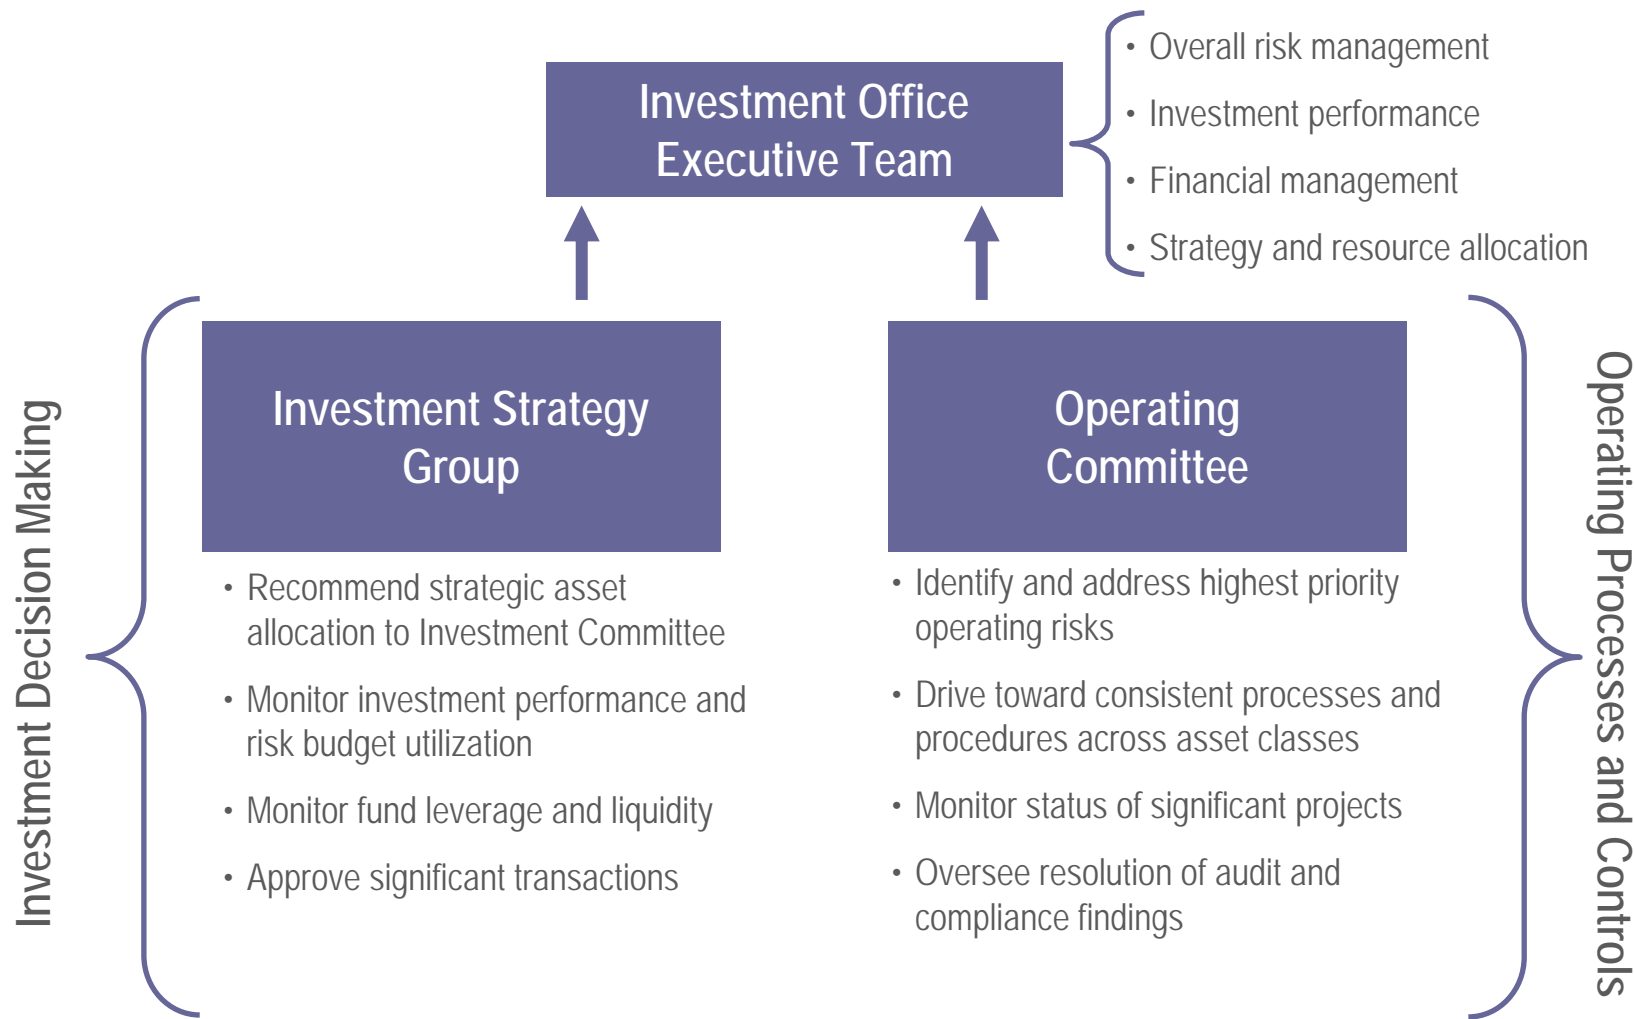 Investment Office
Executive Team
• Overall risk management
• Investment performance
• Financial management
• Strategy and resource allocation
Investment Decision Making
Investment Strategy
Group
• Recommend strategic asset
allocation to Investment Committee
• Monitor investment performance and
risk budget utilization
• Monitor fund leverage and liquidity
• Approve significant transactions
Operating
Committee
• Identify and address highest priority
operating risks
• Drive toward consistent processes and
procedures across asset classes
• Monitor status of significant projects
• Oversee resolution of audit and
compliance findings
Operating Processes and Controls